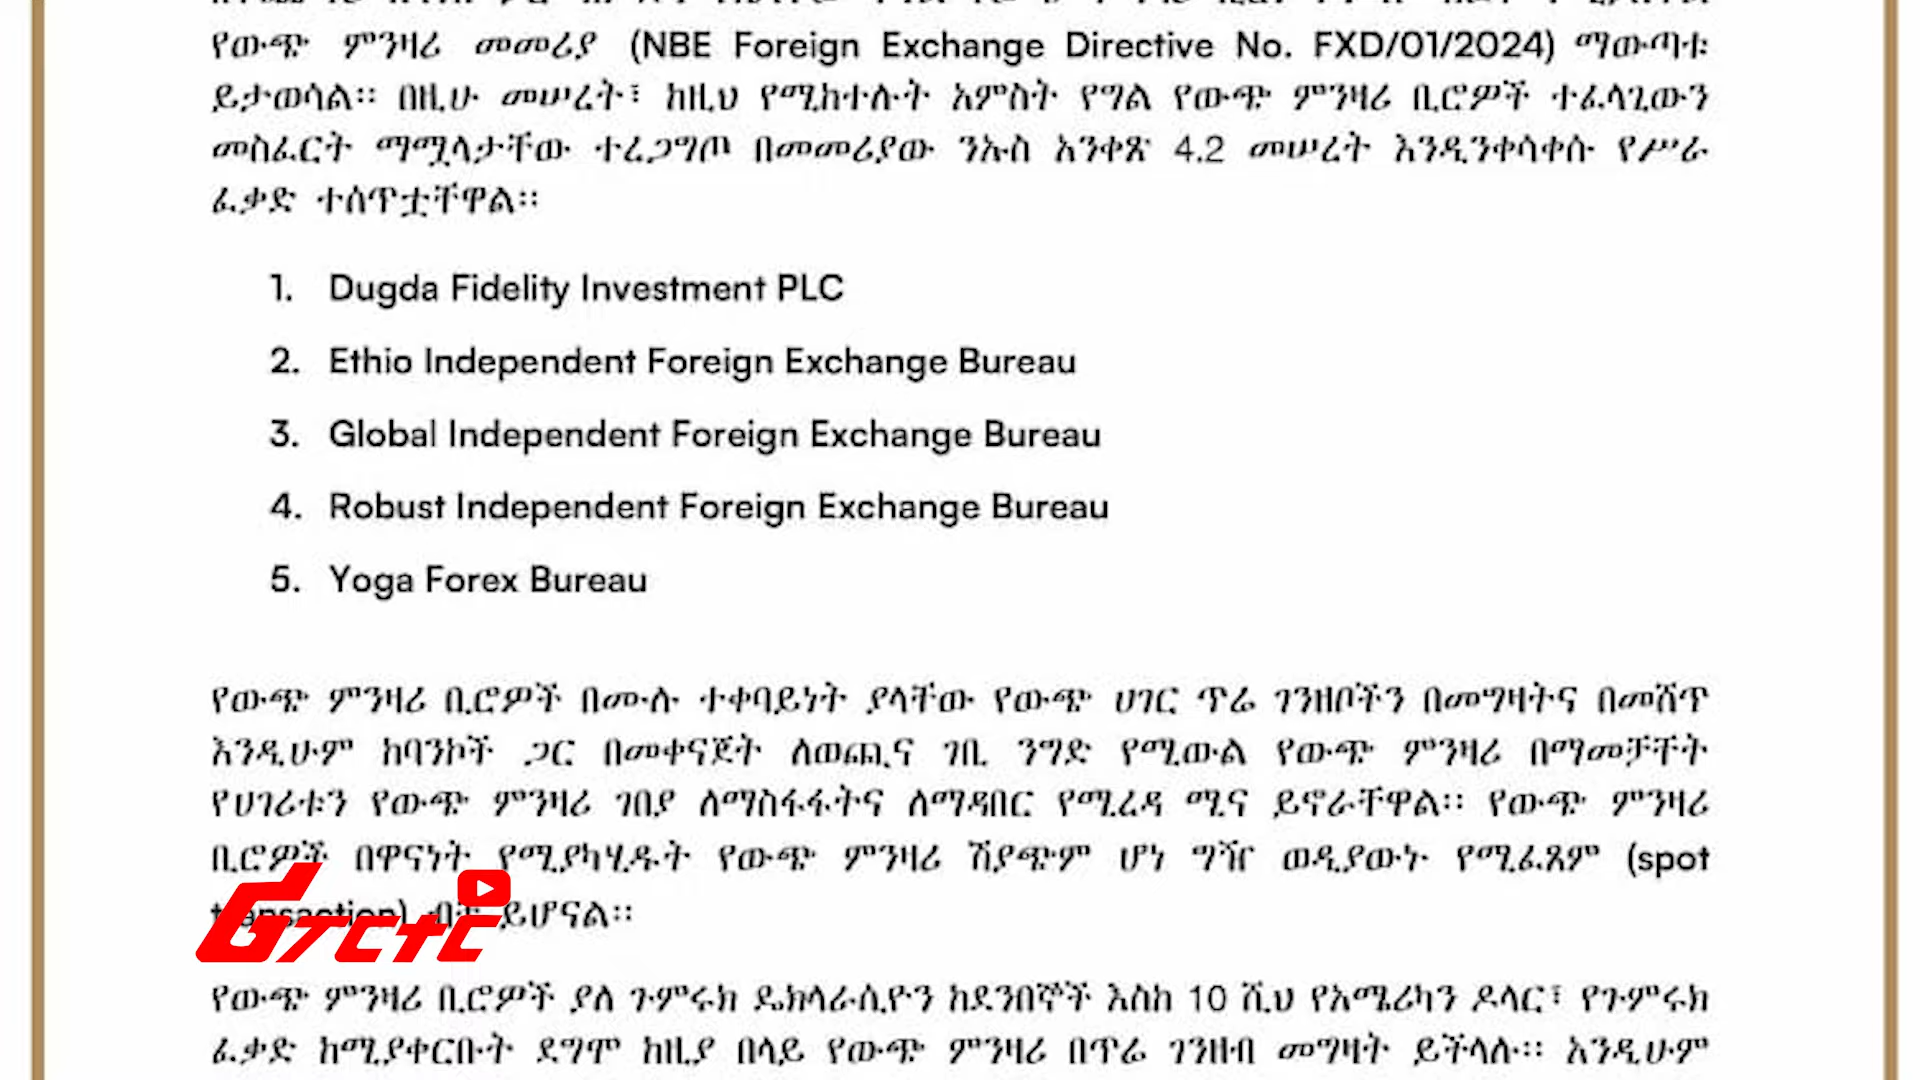 የውጭ ምንዛሪ መመሪያ (NBE Foreign Exchange Directive No. FXD/01/2024) ማውጣቱ
ይታወሳል፡፡ በዚሁ መሠረት፣ ከዚህ የሚከተሉት አምስት የግል የውጭ ምንዛሪ ቢሮዎች ተፈላጊውን
መስፈርት ማሟላታቸው ተረጋግጦ በመመሪያው ንኡስ አንቀጽ 4.2 መሠረት እንዲንቀሳቀሱ የሥራ
ፈቃድ ተሰጥቷቸዋል፡፡
1. Dugda Fidelity Investment PLC
2. Ethio Independent Foreign Exchange Bureau
3. Global Independent Foreign Exchange Bureau
4. Robust Independent Foreign Exchange Bureau
5. Yoga Forex Bureau
የውጭ ምንዛሪ ቢሮዎች በሙሉ ተቀባይነት ያላቸው የውጭ ሀገር ጥሬ ገንዘቦችን በመግዛትና በመሸጥ
እንዲሁም ከባንኮች ጋር በመቀናጀት ለወጪና ገቢ ንግድ የሚውል የውጭ ምንዛሪ በማመቻቸት
የሀገሪቱን የውጭ ምንዛሪ ገበያ ለማስፋፋትና ለማዳበር የሚረዳ ሚና ይኖራቸዋል፡፡ የውጭ ምንዛሪ
ቢሮዎች በዋናነት የሚያካሂዱት የውጭ ምንዛሪ ሽያጭም ሆነ ግዥ ወዲያውኑ የሚፈጸም (spot
transaction) ብቻ ይሆናል፡፡
የውጭ ምንዛሪ ቢሮዎች ያለ ጉምሩክ ዴክላራሲዮን ከደንበኞች እስከ 10 ሺህ የአሜሪካን ዶላር፣ የጉምሩክ
ፈቃድ ከሚያቀርቡት ደግሞ ከዚያ በላይ የውጭ ምንዛሪ በጥሬ ገንዘብ መግዛት ይችላሉ፡፡ እንዲሁም